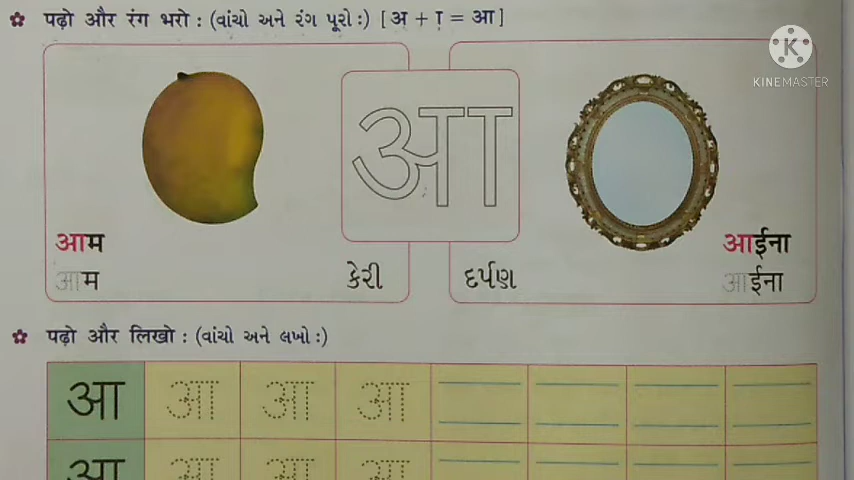 पढ़ो और रंग भरो : (વાંચો અને રંગ પૂરો :) [अ + ा = आ]
K
KINEMASTER
आ
आम
आम
કેરી
દર્પણ
आईना
आईना
पढ़ो और लिखो : (વાંચો અને લખો :)
आ आ आ आ
आ आ आ आ